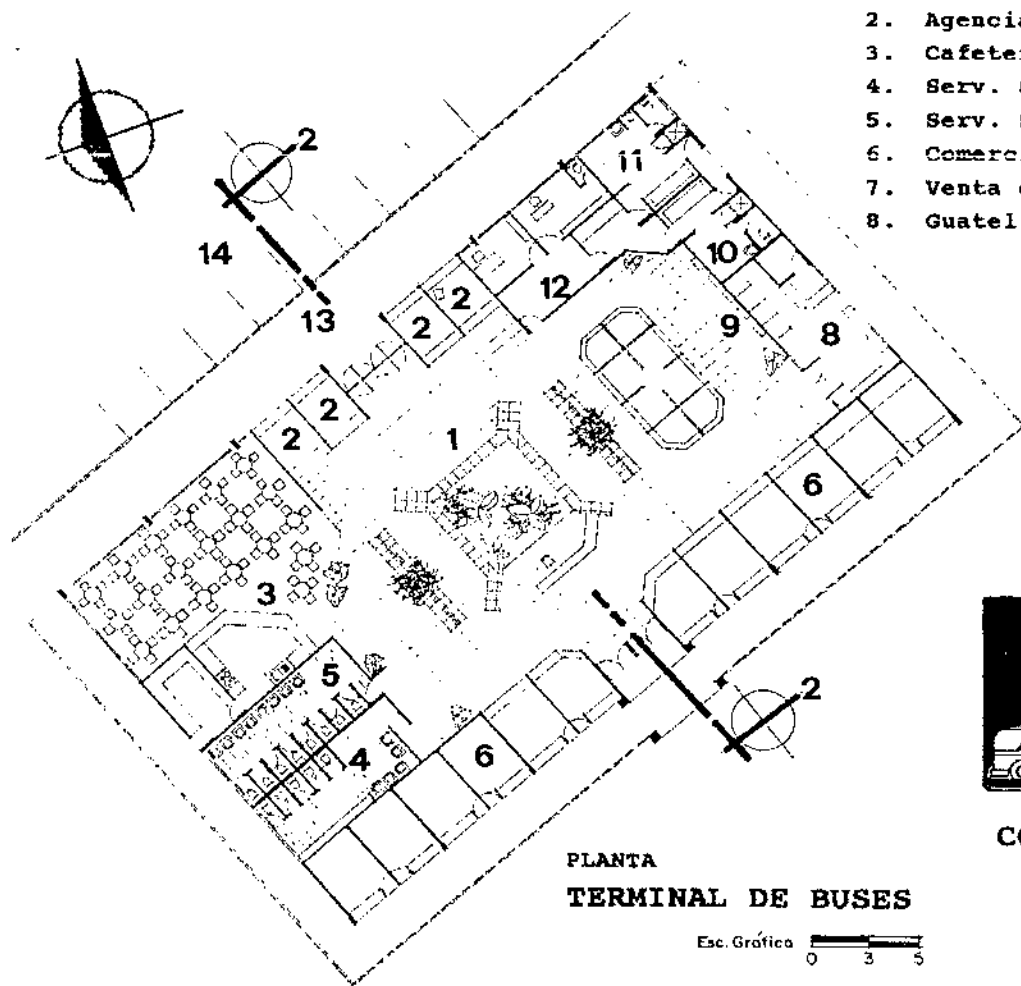 2. Agencia
3. Cafeter
4. Serv.
5. Serv.
6. Comerc
7. Venta
8. Guatel
2
14
13
11
10
12
2
2
9
8
2
2
1
6
3
5
4
6
2
PLANTA
TERMINAL DE BUSES
Esc. Gráfico
0 3 5
CO